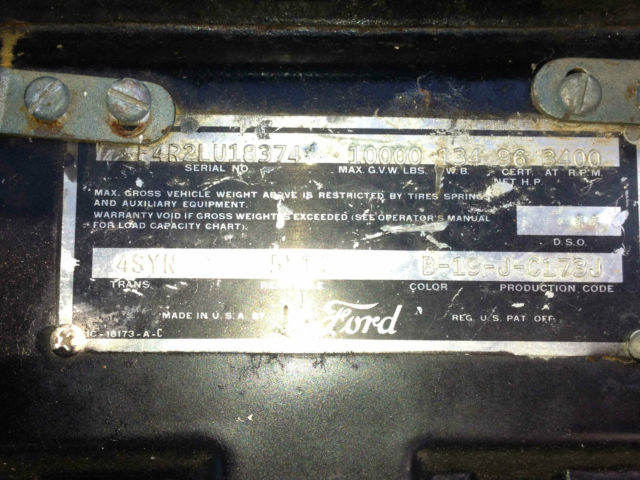 F4R2LU18374 10000 134 96 3400
SERIAL NO. MAX. G.V.W. LBS. W.B. CERT. NET H.P. AT R.P.M
MAX. GROSS VEHICLE WEIGHT ABOVE IS RESTRICTED BY TIRES SPRINGS
AND AUXILIARY EQUIPMENT.
WARRANTY VOID IF GROSS WEIGHT IS EXCEEDED (SEE OPERATOR'S MANUAL
FOR LOAD CAPACITY CHART).
D.S.O.
4SYN B-19-J-C173J
TRANS. COLOR PRODUCTION CODE
MADE IN U.S.A. BY Ford REG. U.S. PAT. OFF.
1C-18173-A-C